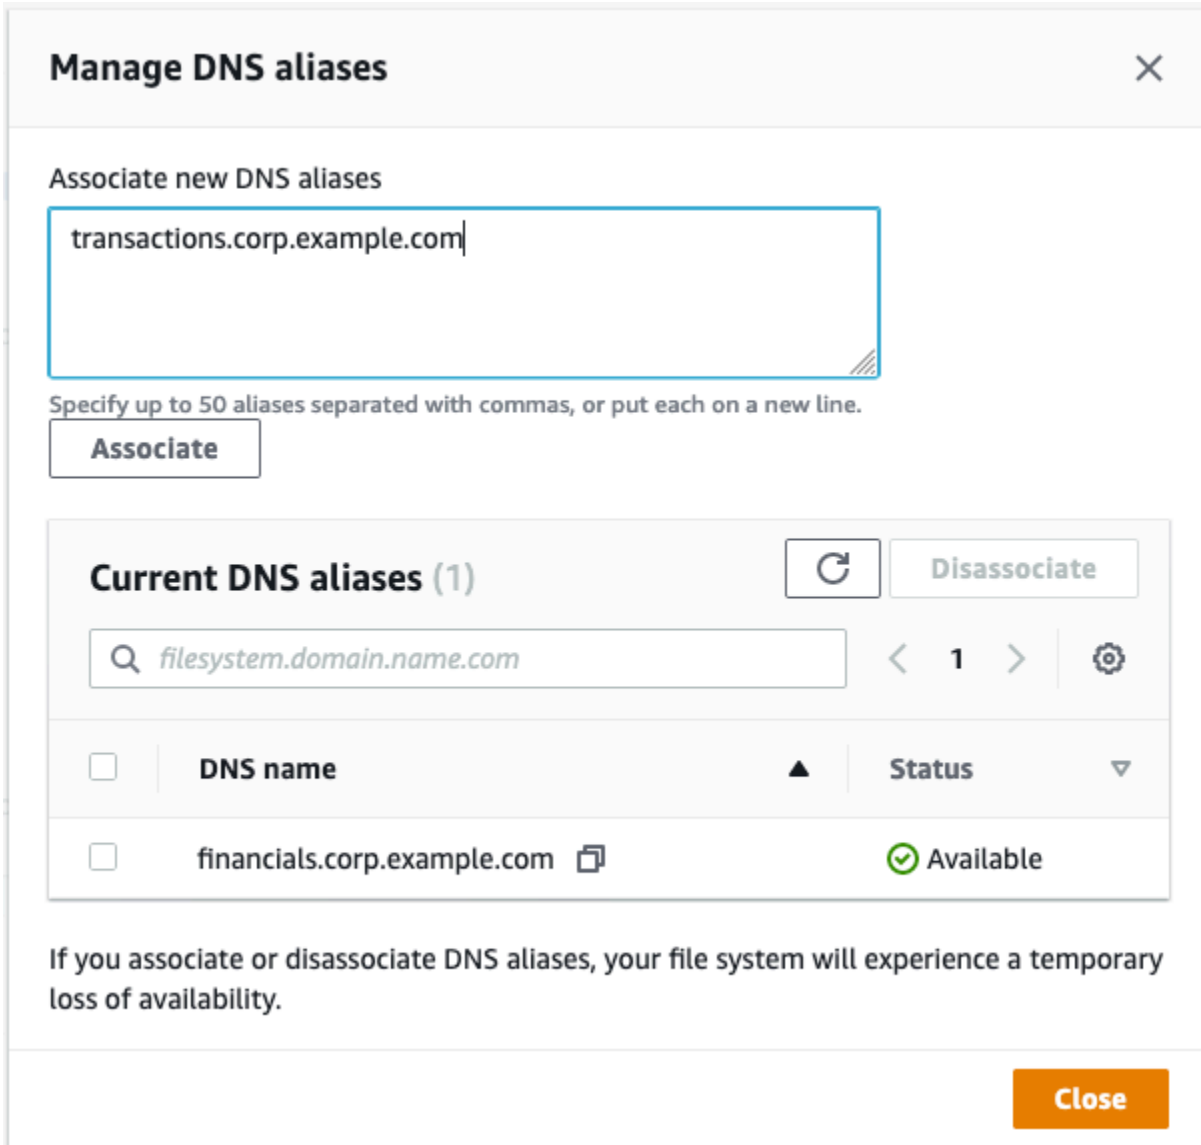 Manage DNS aliases
Associate new DNS aliases
transactions.corp.example.com
Specify up to 50 aliases separated with commas, or put each on a new line.
Associate
Current DNS aliases (1)
Disassociate
filesystem.domain.name.com
1
DNS name
Status
financials.corp.example.com
Available
If you associate or disassociate DNS aliases, your file system will experience a temporary
loss of availability.
Close